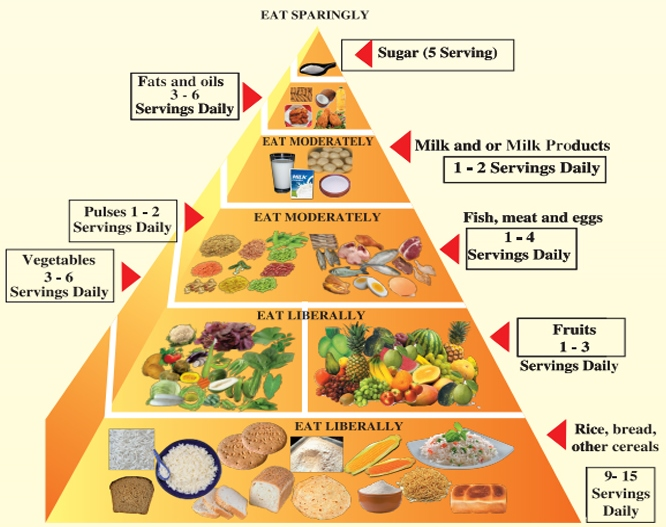 EAT SPARINGLY
Sugar (5 Serving)
Fats and oils
3 - 6
Servings Daily
EAT MODERATELY
MILK
Milk and or Milk Products
1 - 2 Servings Daily
Pulses 1 - 2
Servings Daily
EAT MODERATELY
Fish, meat and eggs
1 - 4
Servings Daily
Vegetables
3 - 6
Servings Daily
EAT LIBERALLY
Fruits
1 - 3
Servings Daily
EAT LIBERALLY
Rice, bread,
other cereals
9- 15
Servings
Daily